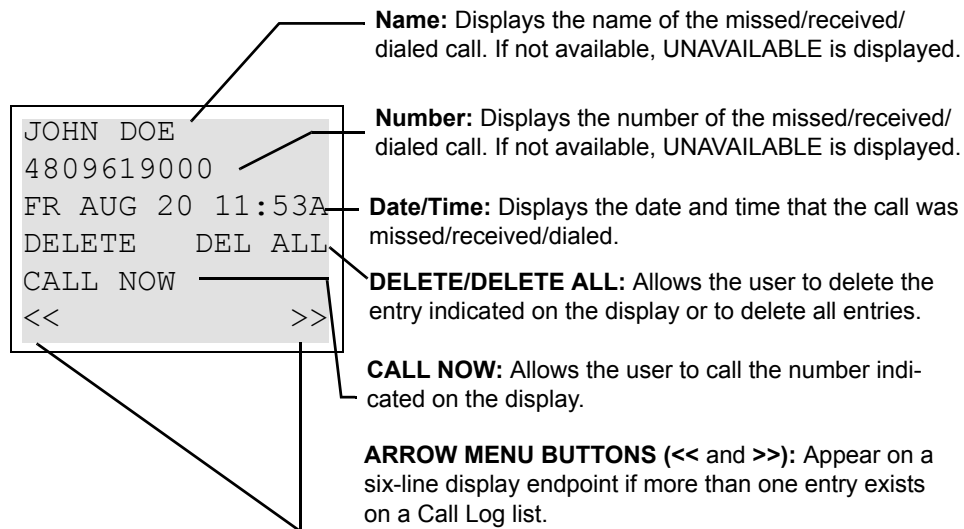 Name: Displays the name of the missed/received/
dialed call. If not available, UNAVAILABLE is displayed.
JOHN DOE
4809619000
FR AUG 20 11:53A
DELETE DEL ALL
CALL NOW
<< >>
Number: Displays the number of the missed/received/
dialed call. If not available, UNAVAILABLE is displayed.
Date/Time: Displays the date and time that the call was
missed/received/dialed.
DELETE/DELETE ALL: Allows the user to delete the
entry indicated on the display or to delete all entries.
CALL NOW: Allows the user to call the number indi-
cated on the display.
ARROW MENU BUTTONS (<< and >>): Appear on a
six-line display endpoint if more than one entry exists
on a Call Log list.